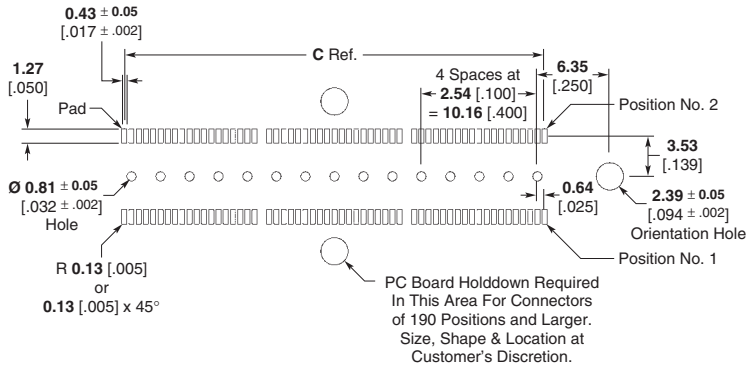 0.43 ± 0.05
[.017 ± .002]
C Ref.
1.27
[.050]
Pad
4 Spaces at
2.54 [.100]
= 10.16 [.400]
6.35
[.250]
Position No. 2
3.53
[.139]
Ø 0.81 ± 0.05
[.032 ± .002]
Hole
0.64
[.025]
2.39 ± 0.05
[.094 ± .002]
Orientation Hole
Position No. 1
R 0.13 [.005]
or
0.13 [.005] x 45°
PC Board Holddown Required
In This Area For Connectors
of 190 Positions and Larger.
Size, Shape & Location at
Customer's Discretion.